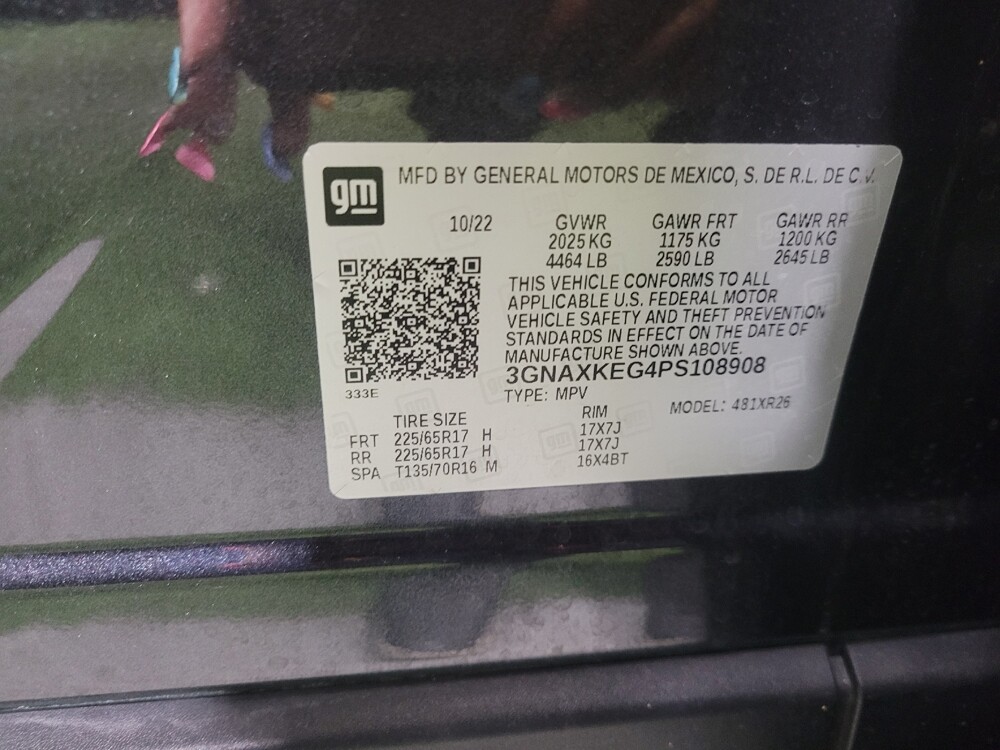 gm
MFD BY GENERAL MOTORS DE MEXICO, S. DE R.L. DE C.V.
10/22 GVWR GAWR FRT GAWR RR
2025 KG 1175 KG 1200 KG
4464 LB 2590 LB 2645 LB
THIS VEHICLE CONFORMS TO ALL
APPLICABLE U.S. FEDERAL MOTOR
VEHICLE SAFETY AND THEFT PREVENTION
STANDARDS IN EFFECT ON THE DATE OF
MANUFACTURE SHOWN ABOVE.
3GNAXKEG4PS108908
333E
TYPE: MPV
MODEL: 481XR26
TIRE SIZE RIM
FRT 225/65R17 H 17X7J
RR 225/65R17 H 17X7J
SPA T135/70R16 M 16X4BT